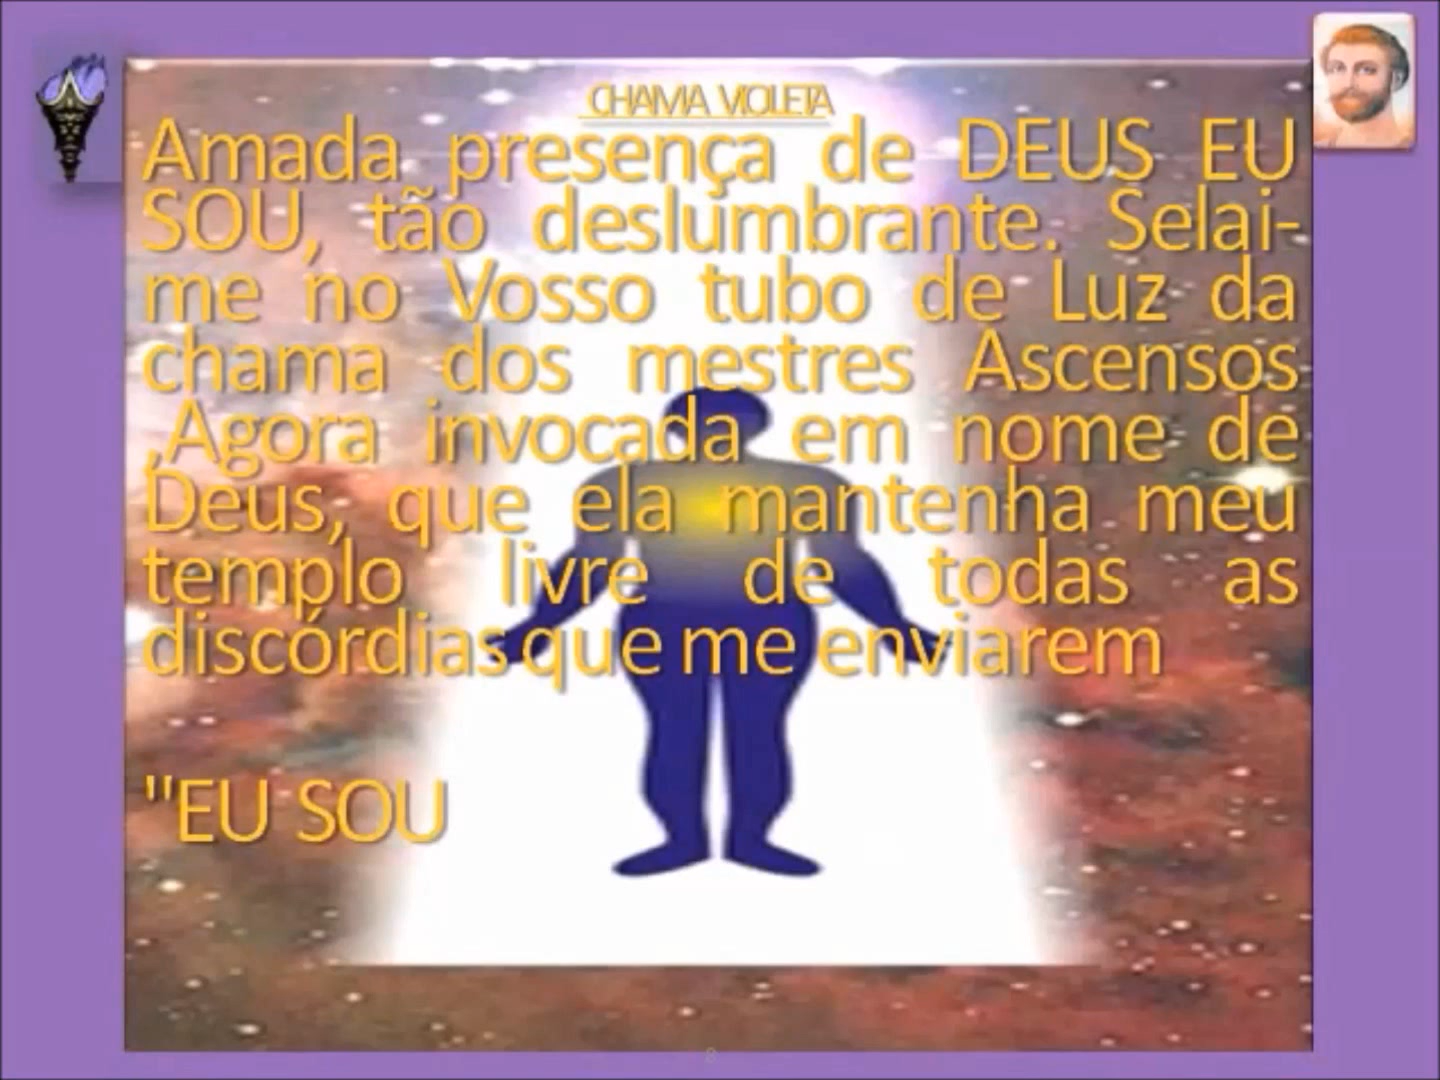 CHAMA VIOLETA
Amada presença de DEUS EU
SOU, tão deslumbrante. Selai-
me no Vosso tubo de Luz da
chama dos mestres Ascensos
,Agora invocada em nome de
Deus, que ela mantenha meu
templo livre de todas as
discórdias que me enviarem
"EU SOU